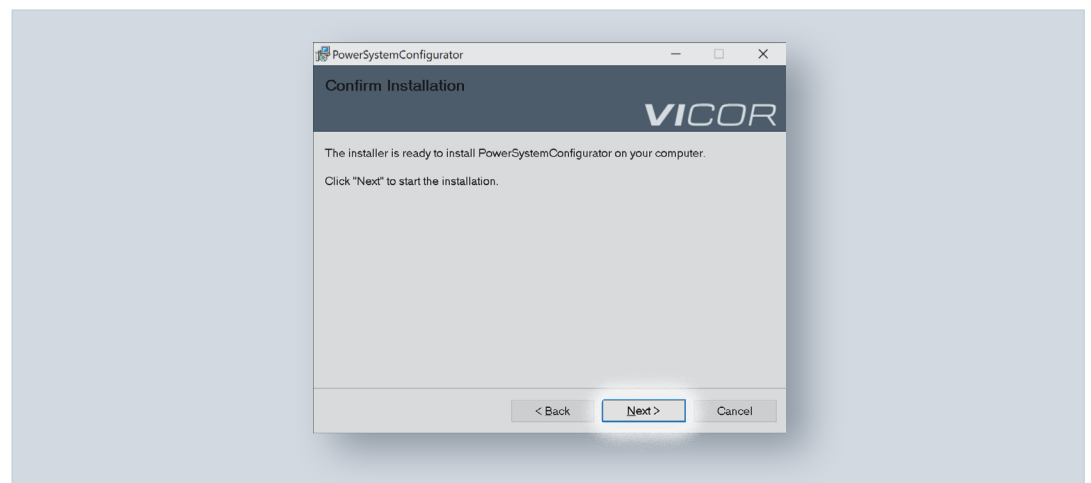 PowerSystemConfigurator
Confirm Installation
VICOR
The installer is ready to install PowerSystemConfigurator on your computer.
Click "Next" to start the installation.
< Back
Next >
Cancel